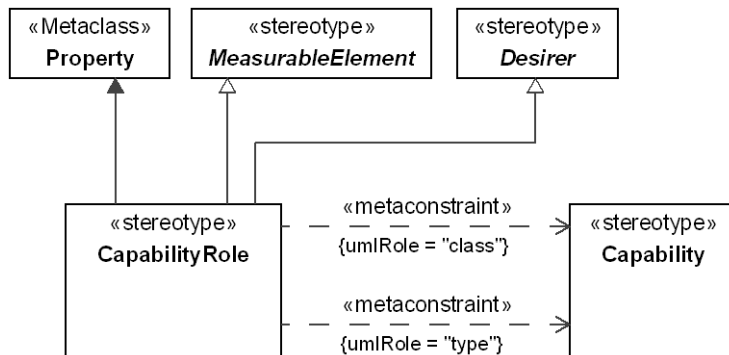 «Metaclass»
Property
«stereotype»
MeasurableElement
«stereotype»
Desirer
«stereotype»
CapabilityRole
«metaconstraint»
{umlRole = "class"}
«metaconstraint»
{umlRole = "type"}
«stereotype»
Capability